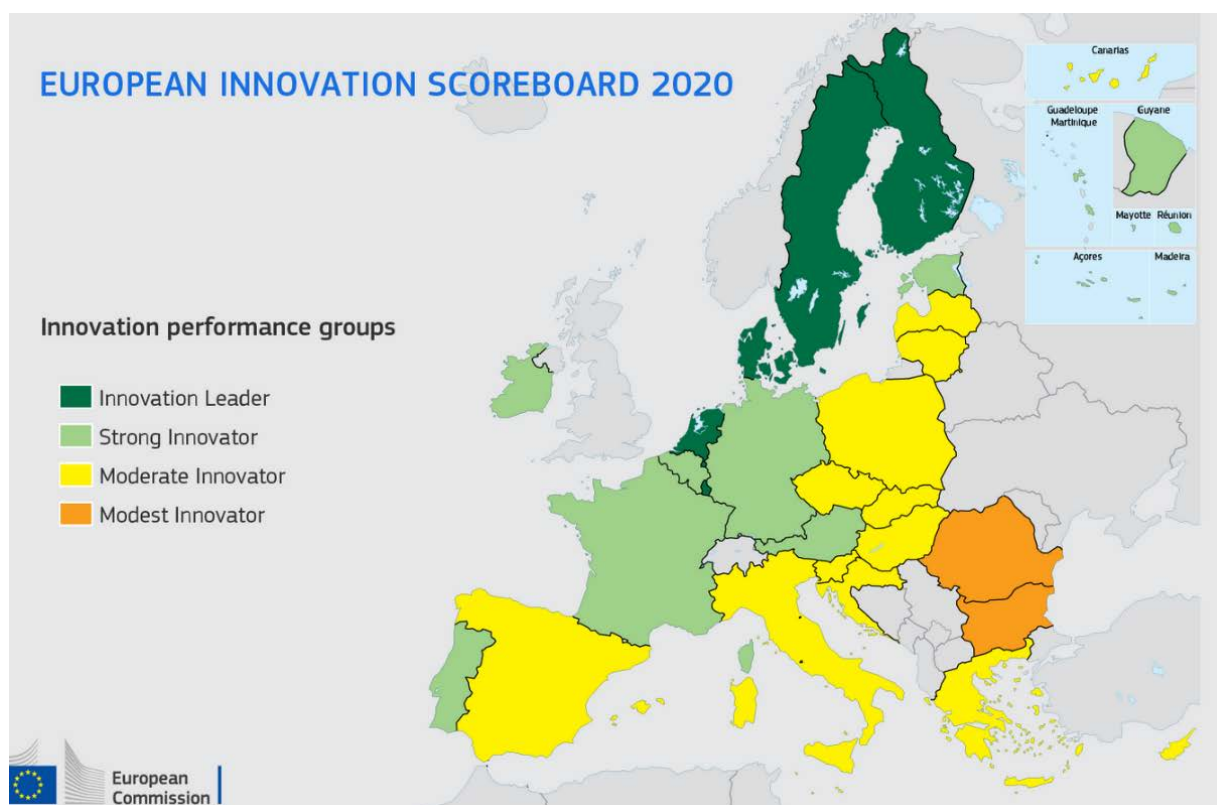 EUROPEAN INNOVATION SCOREBOARD 2020
Canarias
Guadeloupe
Martinique
Guyane
Mayotte
Réunion
Açores
Madeira
Innovation performance groups
Innovation Leader
Strong Innovator
Moderate Innovator
Modest Innovator
European
Commission